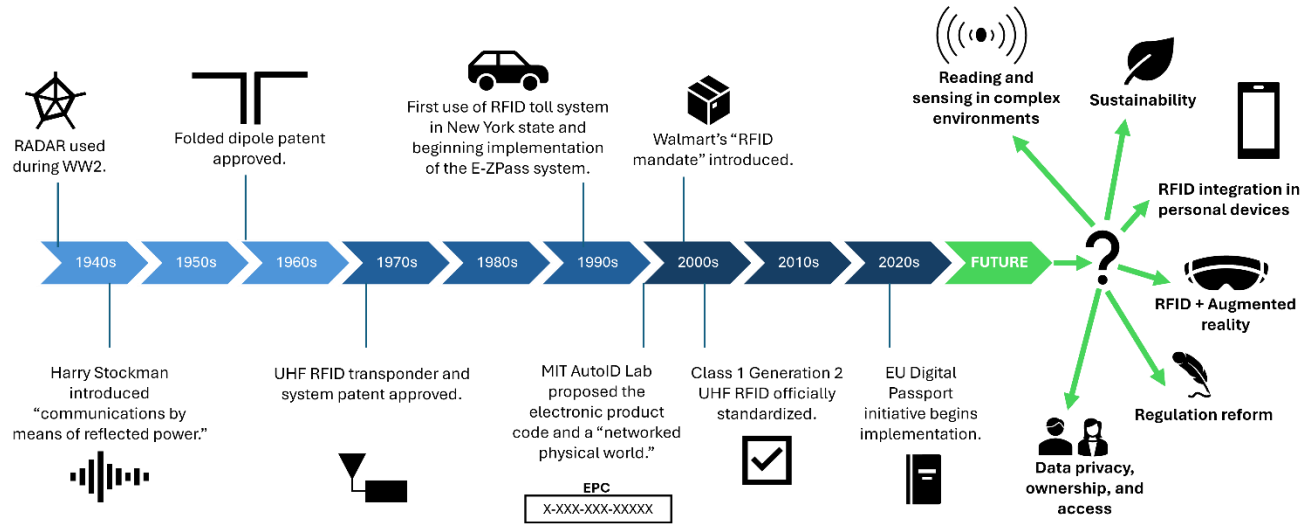 RADAR used
during WW2.
Folded dipole patent
approved.
First use of RFID toll system
in New York state and
beginning implementation
of the E-ZPass system.
Walmart’s “RFID
mandate” introduced.
Reading and
sensing in complex
environments
Sustainability
RFID integration in
personal devices
1940s
1950s
1960s
1970s
1980s
1990s
2000s
2010s
2020s
FUTURE
?
RFID + Augmented
reality
Regulation reform
Data privacy,
ownership, and
access
Harry Stockman
introduced
“communications by
means of reflected power.”
UHF RFID transponder and
system patent approved.
MIT AutoID Lab
proposed the
electronic product
code and a “networked
physical world.”
EPC
X-XXX-XXX-XXXXX
Class 1 Generation 2
UHF RFID officially
standardized.
EU Digital
Passport
initiative begins
implementation.